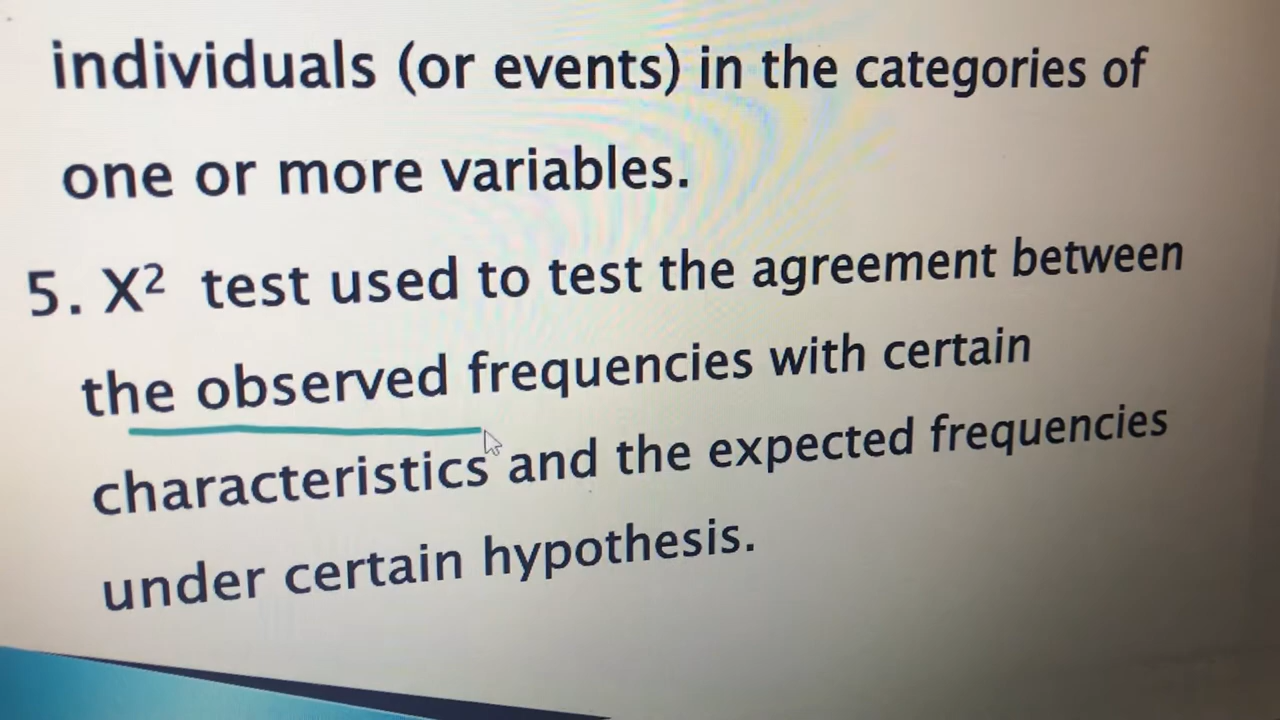 individuals (or events) in the categories of
one or more variables.
5. X² test used to test the agreement between
the observed frequencies with certain
characteristics and the expected frequencies
under certain hypothesis.